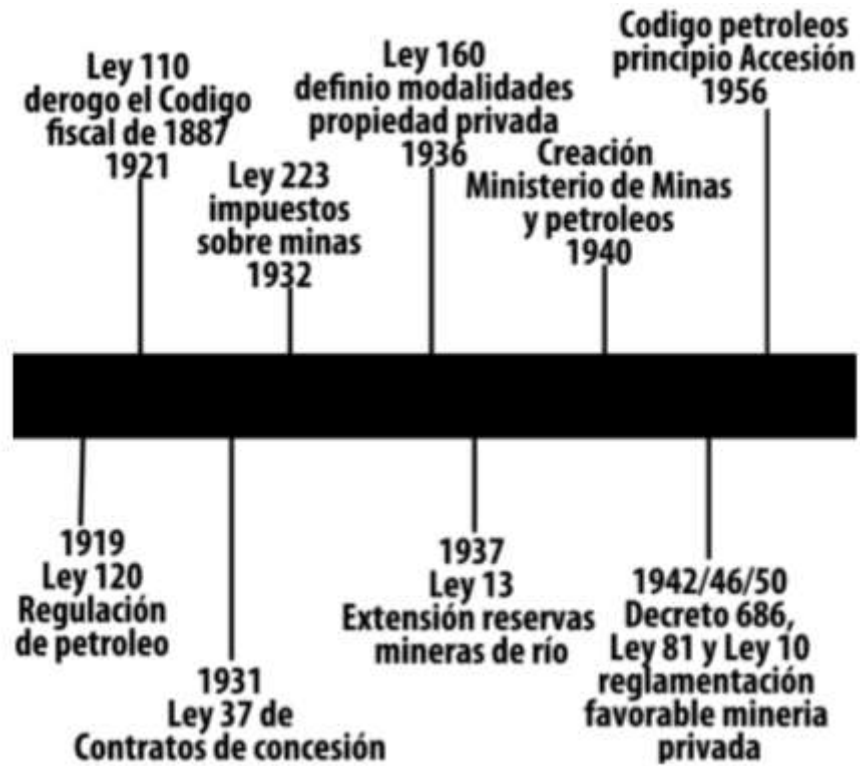 Ley 110
derogo el Codigo
fiscal de 1887
1921
Ley 223
impuestos
sobre minas
1932
Ley 160
definio modalidades
propiedad privada
1936
Creación
Ministerio de Minas
y petroleos
1940
Codigo petroleos
principio Accesión
1956
1919
Ley 120
Regulación
de petroleo
1931
Ley 37 de
Contratos de concesión
1937
Ley 13
Extensión reservas
mineras de río
1942/46/50
Decreto 686,
Ley 81 y Ley 10
reglamentación
favorable mineria
privada